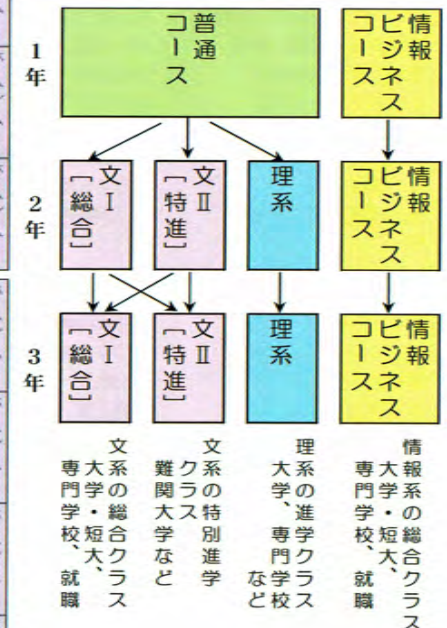 1年
普通
コース
情報
ビジネス
コース
2年
文Ⅰ
［総合］
文Ⅱ
［特進］
理系
情報
ビジネス
コース
3年
文Ⅰ
［総合］
文Ⅱ
［特進］
理系
情報
ビジネス
コース
文系の総合クラス
大学・短大、
専門学校、就職
文系の特別進学
クラス
難関大学など
理系の進学クラス
大学、専門学校
など
情報系の総合クラス
大学・短大、
専門学校、就職